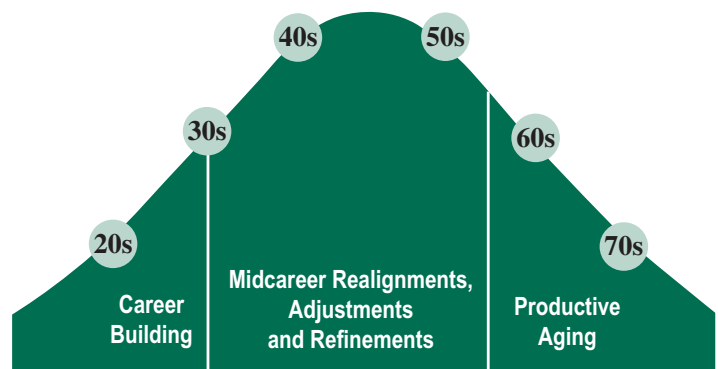 40s
50s
30s
60s
20s
70s
Career
Building
Midcareer Realignments,
Adjustments
and Refinements
Productive
Aging